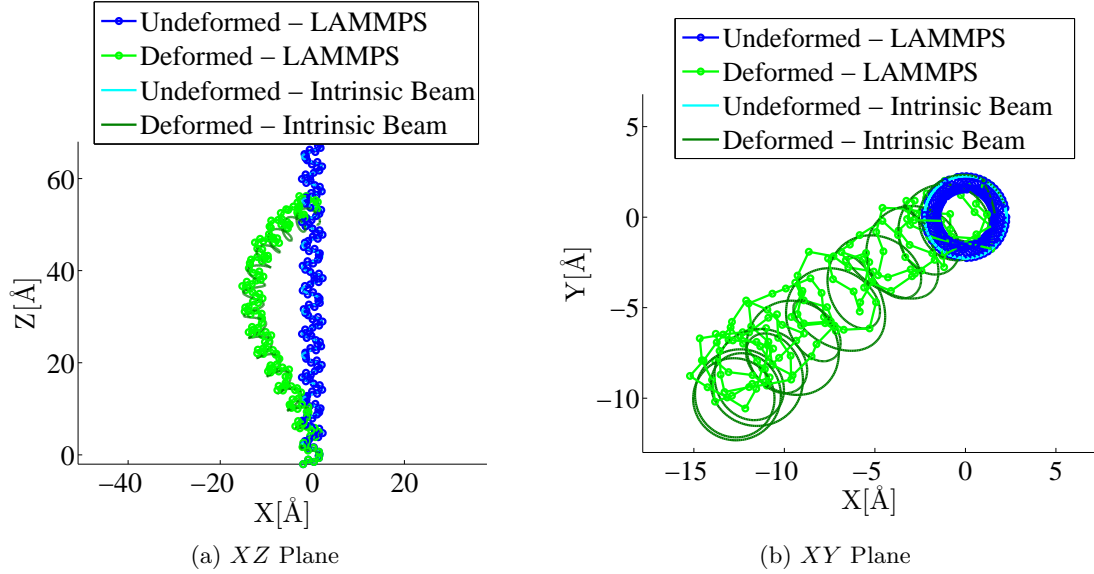 Undeformed – LAMMPS
Deformed – LAMMPS
Undeformed – Intrinsic Beam
Deformed – Intrinsic Beam
60
40
20
0
Z[Å]
−40
−20
0
20
X[Å]
(a) XZ Plane
Undeformed – LAMMPS
Deformed – LAMMPS
Undeformed – Intrinsic Beam
Deformed – Intrinsic Beam
5
0
−5
−10
Y[Å]
−15
−10
−5
0
5
X[Å]
(b) XY Plane